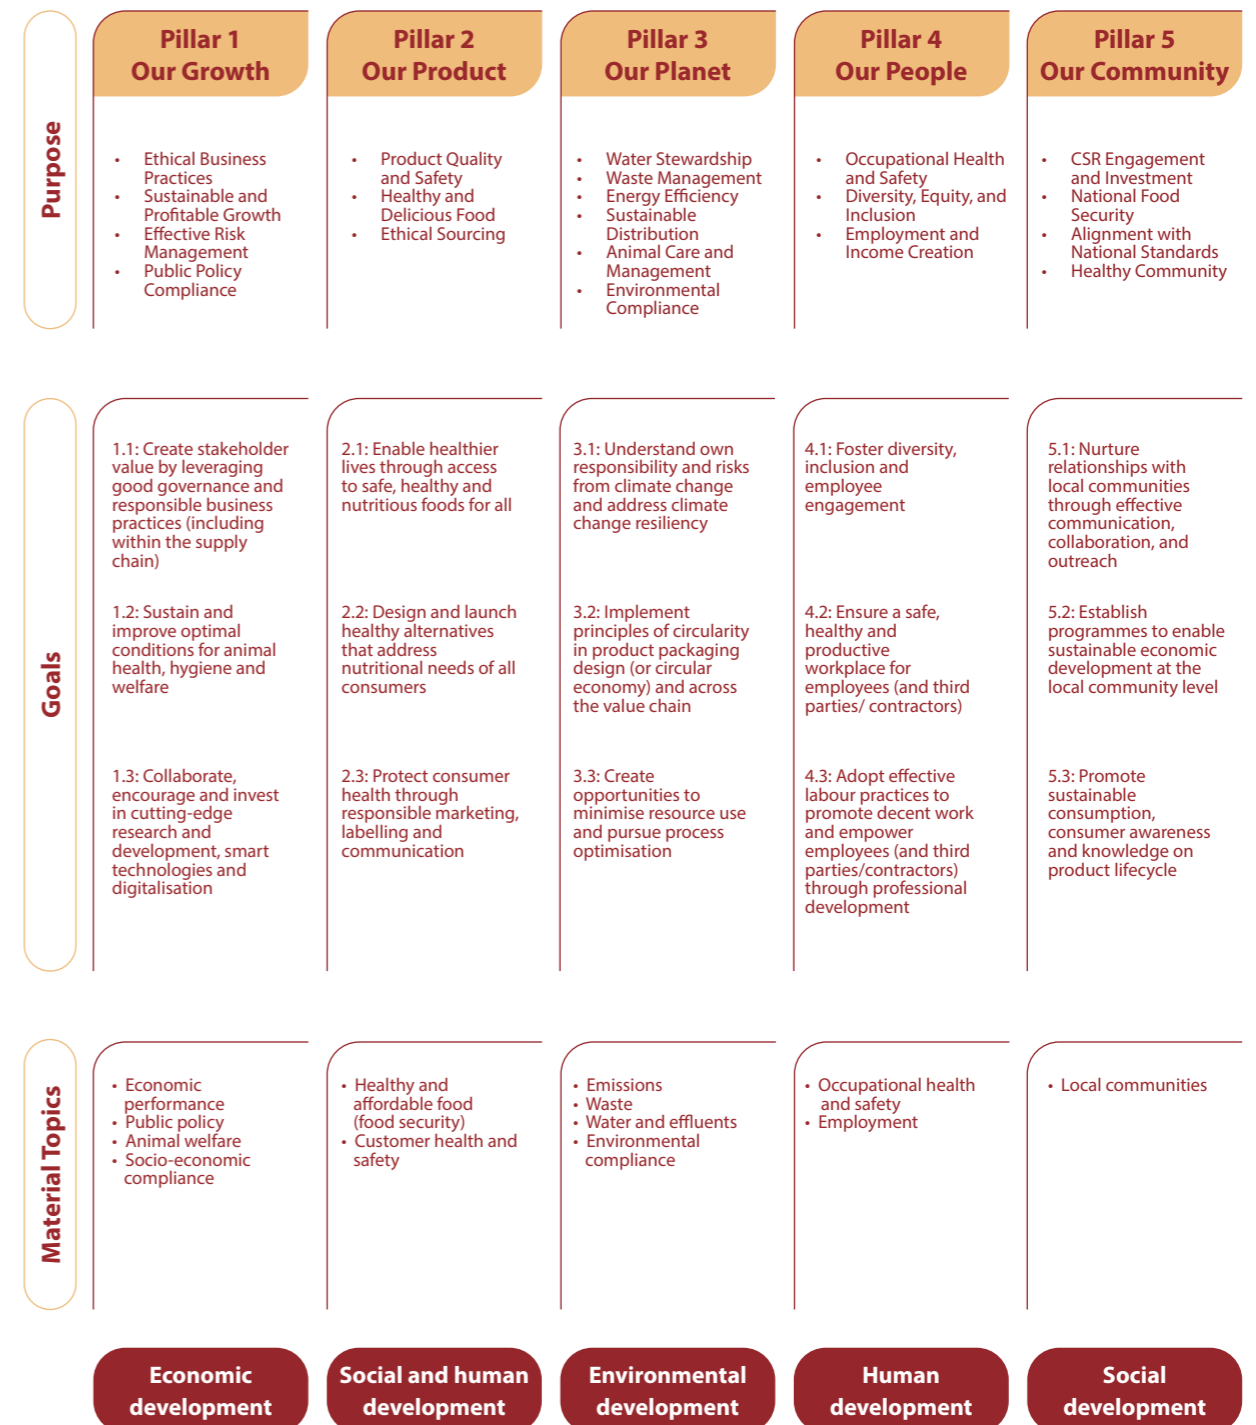 Pillar 1
Our Growth
Pillar 2
Our Product
Pillar 3
Our Planet
Pillar 4
Our People
Pillar 5
Our Community
Purpose
• Ethical Business
Practices
• Sustainable and
Profitable Growth
• Effective Risk
Management
• Public Policy
Compliance
• Product Quality
and Safety
• Healthy and
Delicious Food
• Ethical Sourcing
• Water Stewardship
• Waste Management
• Energy Efficiency
• Sustainable
Distribution
• Animal Care and
Management
• Environmental
Compliance
• Occupational Health
and Safety
• Diversity, Equity, and
Inclusion
• Employment and
Income Creation
• CSR Engagement
and Investment
• National Food
Security
• Alignment with
National Standards
• Healthy Community
Goals
1.1: Create stakeholder
value by leveraging
good governance and
responsible business
practices (including
within the supply
chain)
1.2: Sustain and
improve optimal
conditions for animal
health, hygiene and
welfare
1.3: Collaborate,
encourage and invest
in cutting-edge
research and
development, smart
technologies and
digitalisation
2.1: Enable healthier
lives through access
to safe, healthy and
nutritious foods for all
2.2: Design and launch
healthy alternatives
that address
nutritional needs of all
consumers
2.3: Protect consumer
health through
responsible marketing,
labelling and
communication
3.1: Understand own
responsibility and risks
from climate change
and address climate
change resiliency
3.2: Implement
principles of circularity
in product packaging
design (or circular
economy) and across
the value chain
3.3: Create
opportunities to
minimise resource use
and pursue process
optimisation
4.1: Foster diversity,
inclusion and
employee
engagement
4.2: Ensure a safe,
healthy and
productive
workplace for
employees (and third
parties/ contractors)
4.3: Adopt effective
labour practices to
promote decent work
and empower
employees (and third
parties/contractors)
through professional
development
5.1: Nurture
relationships with
local communities
through effective
communication,
collaboration, and
outreach
5.2: Establish
programmes to enable
sustainable economic
development at the
local community level
5.3: Promote
sustainable
consumption,
consumer awareness
and knowledge on
product lifecycle
Material Topics
• Economic
performance
• Public policy
• Animal welfare
• Socio-economic
compliance
• Healthy and
affordable food
(food security)
• Customer health and
safety
• Emissions
• Waste
• Water and effluents
• Environmental
compliance
• Occupational health
and safety
• Employment
• Local communities
Economic
development
Social and human
development
Environmental
development
Human
development
Social
development